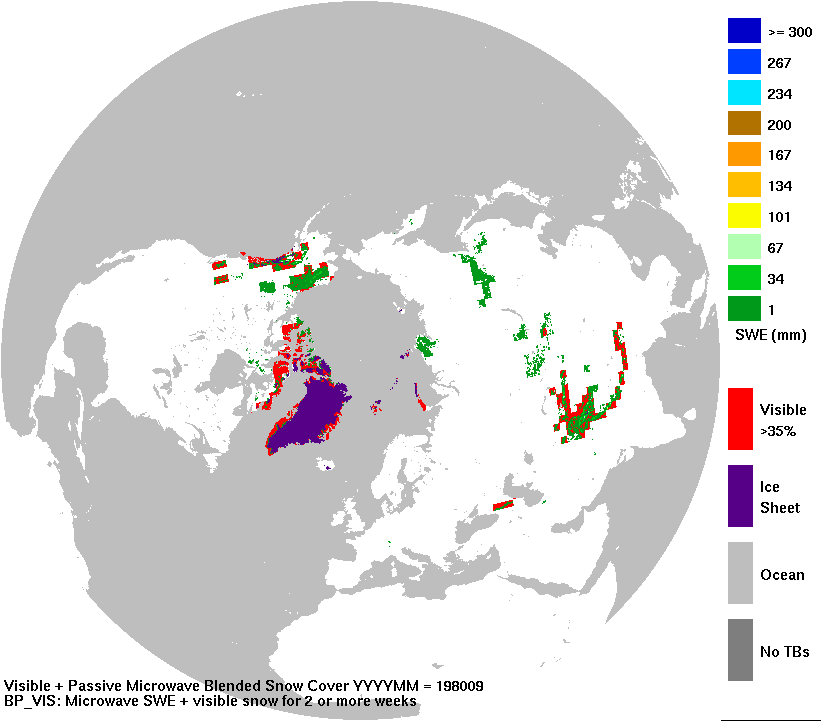 >= 300
267
234
200
167
134
101
67
34
1
SWE (mm)
Visible
>35%
Ice
Sheet
Ocean
No TBs
Visible + Passive Microwave Blended Snow Cover YYYYMM = 198009
BP_VIS: Microwave SWE + visible snow for 2 or more weeks